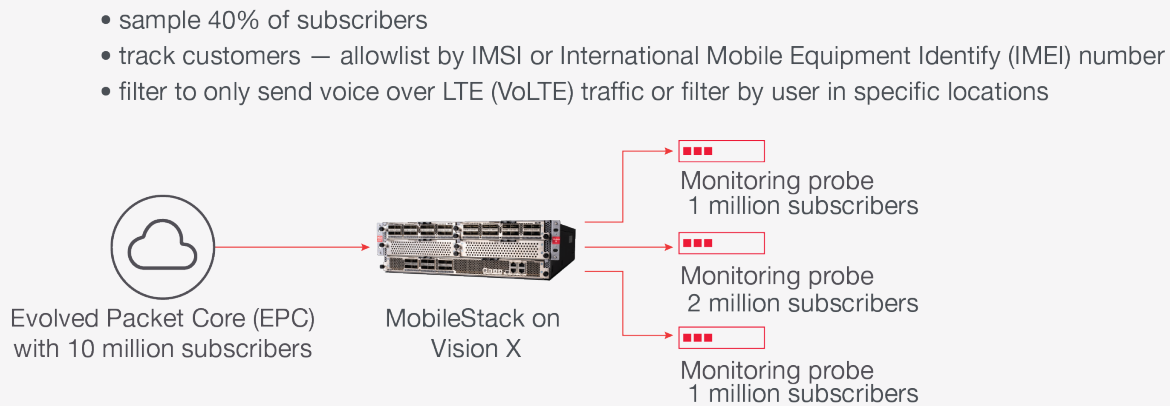 • sample 40% of subscribers
• track customers — allowlist by IMSI or International Mobile Equipment Identify (IMEI) number
• filter to only send voice over LTE (VoLTE) traffic or filter by user in specific locations
Monitoring probe
1 million subscribers
Monitoring probe
2 million subscribers
Evolved Packet Core (EPC)
with 10 million subscribers
MobileStack on
Vision X
Monitoring probe
1 million subscribers